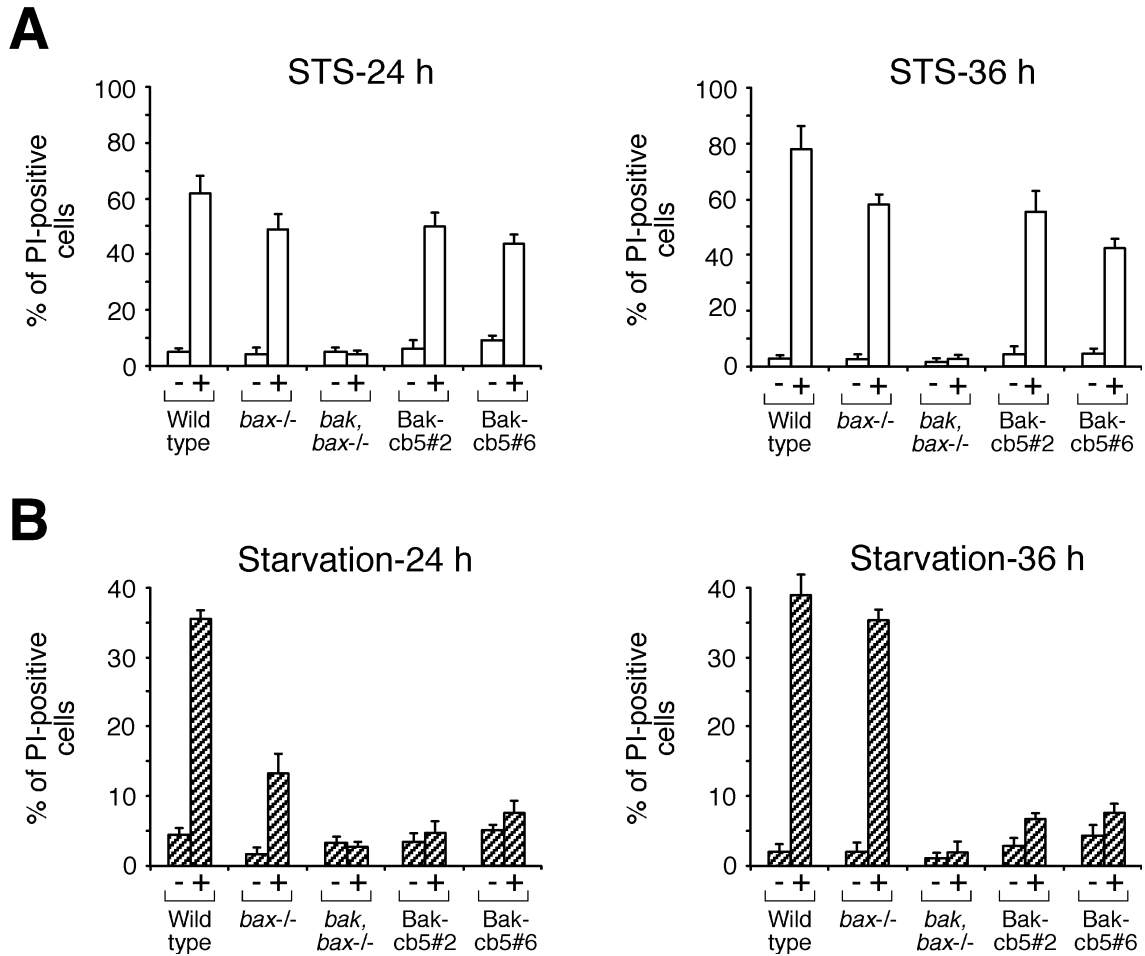 A
STS-24 h
% of PI-positive
cells
100
80
60
40
20
0
- + - + - + - + - +
Wild
type
bax-/-
bak,
bax-/-
Bak-
cb5#2
Bak-
cb5#6
STS-36 h
% of PI-positive
cells
100
80
60
40
20
0
- + - + - + - + - +
Wild
type
bax-/-
bak,
bax-/-
Bak-
cb5#2
Bak-
cb5#6
B
Starvation-24 h
% of PI-positive
cells
40
30
20
10
0
- + - + - + - + - +
Wild
type
bax-/-
bak,
bax-/-
Bak-
cb5#2
Bak-
cb5#6
Starvation-36 h
% of PI-positive
cells
40
30
20
10
0
- + - + - + - + - +
Wild
type
bax-/-
bak,
bax-/-
Bak-
cb5#2
Bak-
cb5#6